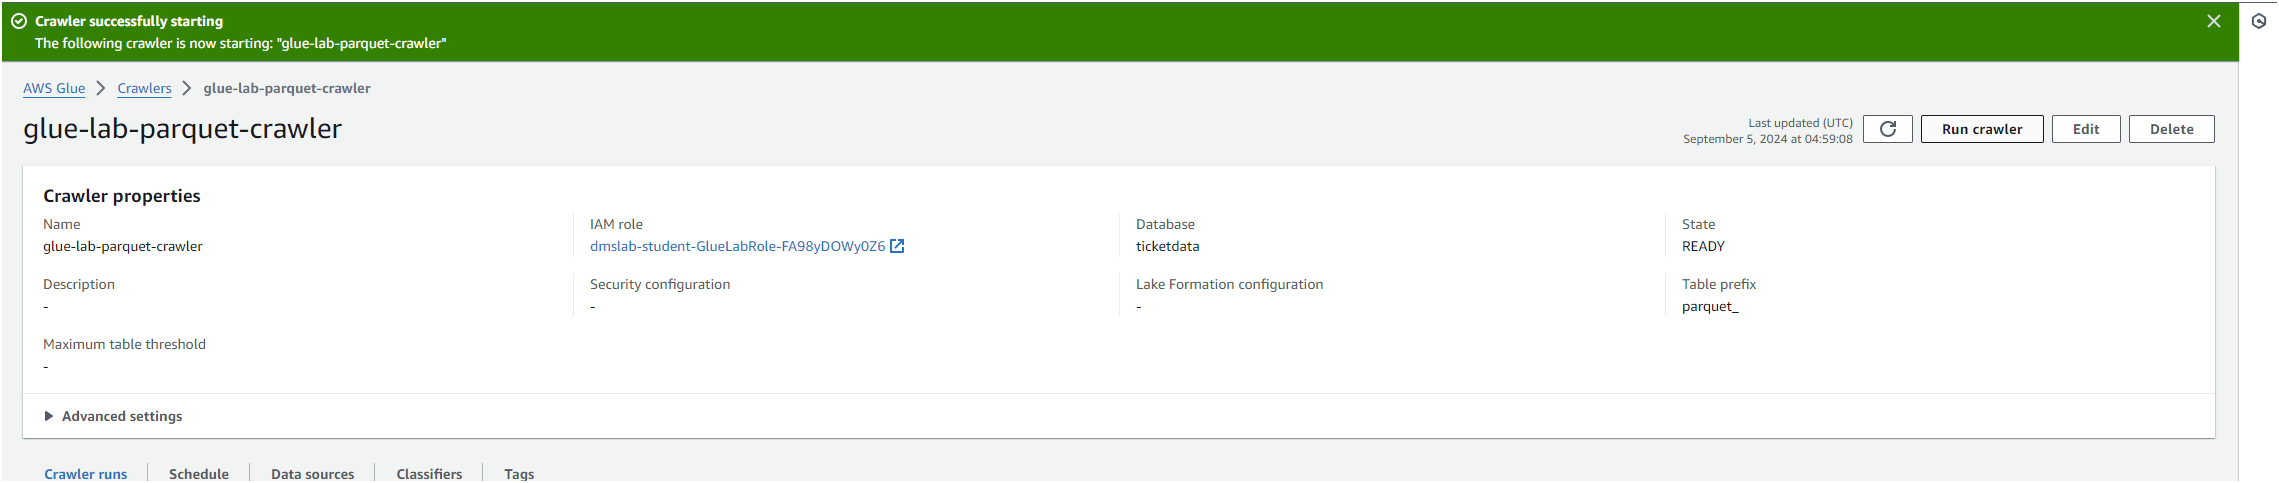 Crawler successfully starting
The following crawler is now starting: "glue-lab-parquet-crawler"
AWS Glue > Crawlers > glue-lab-parquet-crawler
glue-lab-parquet-crawler
Last updated (UTC)
September 5, 2024 at 04:59:08
Run crawler
Edit
Delete
Crawler properties
Name
glue-lab-parquet-crawler
IAM role
dmslab-student-GlueLabRole-FA98yDOWy0Z6
Database
ticketdata
State
READY
Description
-
Security configuration
-
Lake Formation configuration
-
Table prefix
parquet_
Maximum table threshold
-
Advanced settings
Crawler runs
Schedule
Data sources
Classifiers
Tags